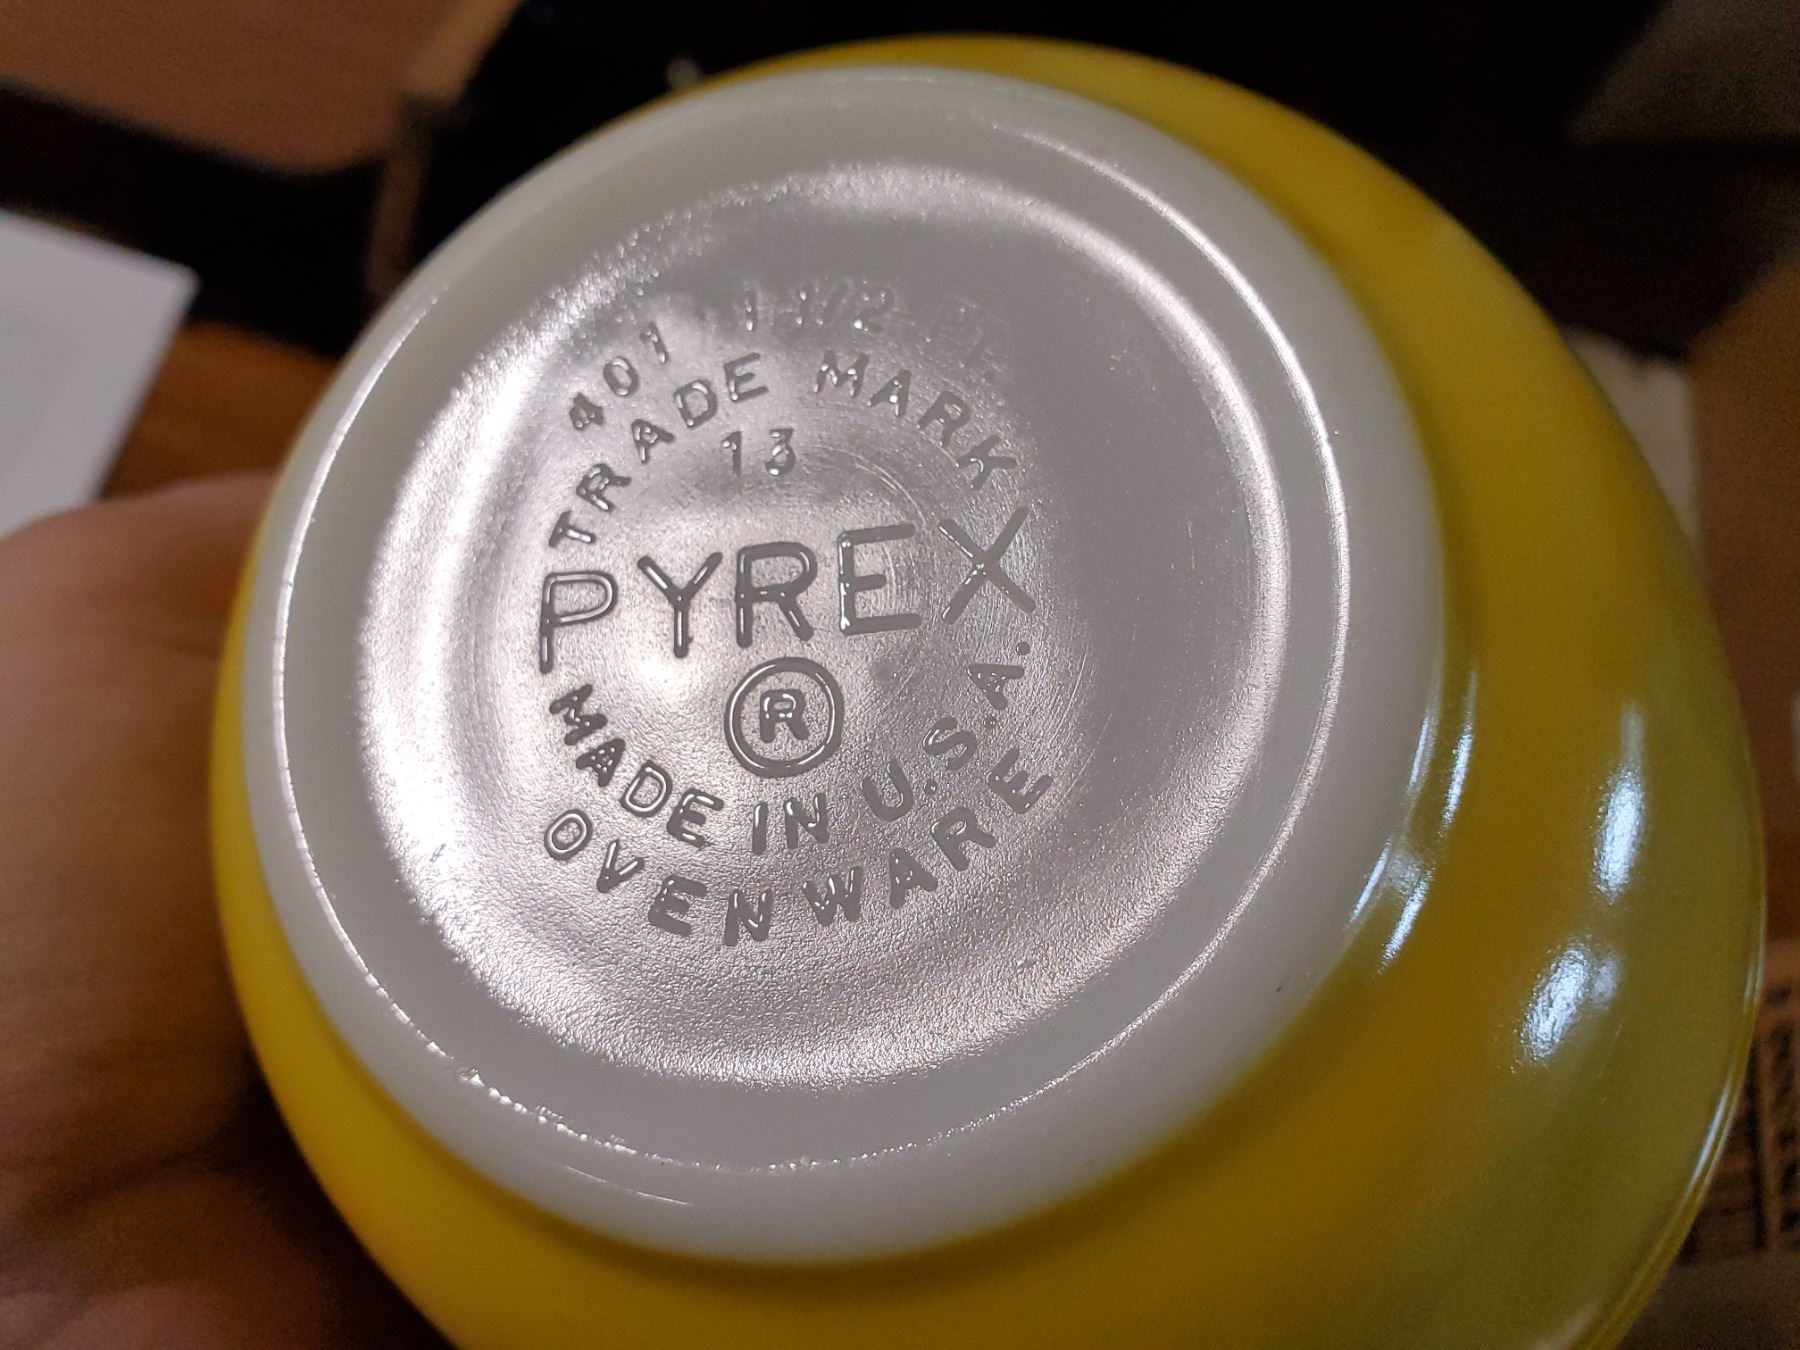 401 1 1/2 PT.
TRADE MARK
13
PYREX
®
MADE IN U.S.A.
OVENWARE